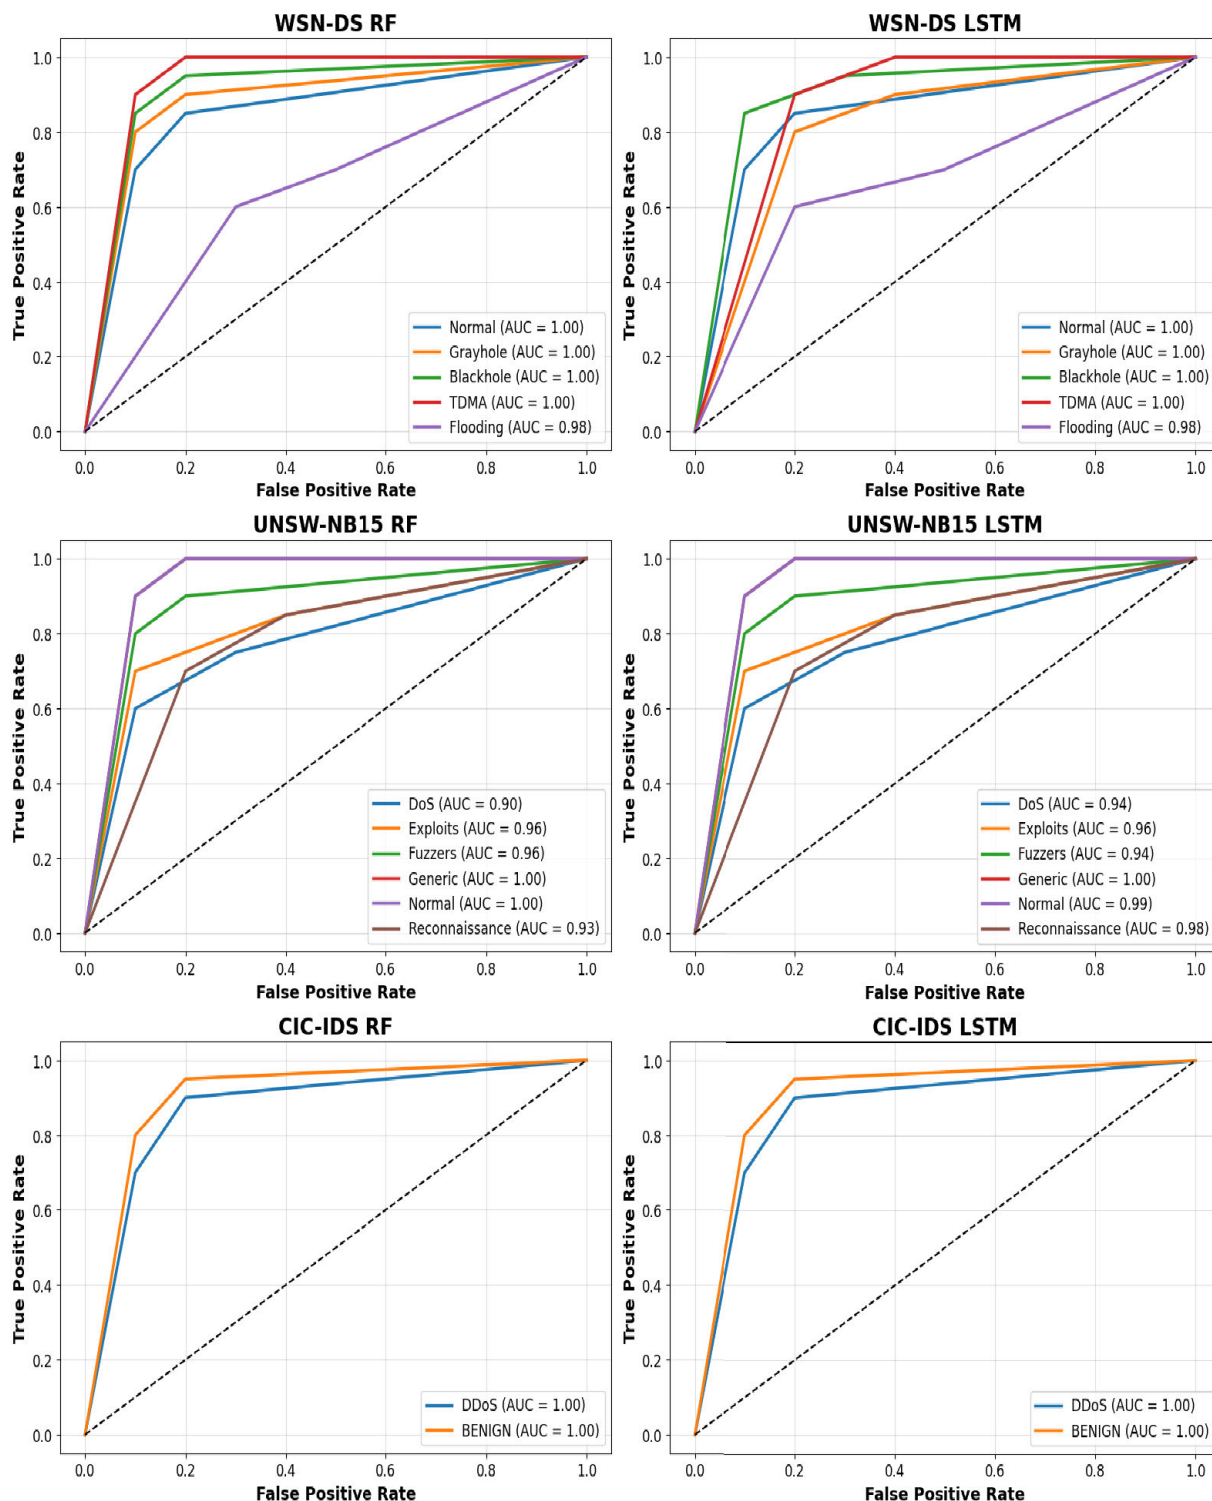 WSN-DS RF
True Positive Rate
1.0
0.8
0.6
0.4
0.2
0.0
Normal (AUC = 1.00)
Grayhole (AUC = 1.00)
Blackhole (AUC = 1.00)
TDMA (AUC = 1.00)
Flooding (AUC = 0.98)
0.0 0.2 0.4 0.6 0.8 1.0
False Positive Rate
WSN-DS LSTM
True Positive Rate
1.0
0.8
0.6
0.4
0.2
0.0
Normal (AUC = 1.00)
Grayhole (AUC = 1.00)
Blackhole (AUC = 1.00)
TDMA (AUC = 1.00)
Flooding (AUC = 0.98)
0.0 0.2 0.4 0.6 0.8 1.0
False Positive Rate
UNSW-NB15 RF
True Positive Rate
1.0
0.8
0.6
0.4
0.2
0.0
DoS (AUC = 0.90)
Exploits (AUC = 0.96)
Fuzzers (AUC = 0.96)
Generic (AUC = 1.00)
Normal (AUC = 1.00)
Reconnaissance (AUC = 0.93)
0.0 0.2 0.4 0.6 0.8 1.0
False Positive Rate
UNSW-NB15 LSTM
True Positive Rate
1.0
0.8
0.6
0.4
0.2
0.0
DoS (AUC = 0.94)
Exploits (AUC = 0.96)
Fuzzers (AUC = 0.94)
Generic (AUC = 1.00)
Normal (AUC = 0.99)
Reconnaissance (AUC = 0.98)
0.0 0.2 0.4 0.6 0.8 1.0
False Positive Rate
CIC-IDS RF
True Positive Rate
1.0
0.8
0.6
0.4
0.2
0.0
DDoS (AUC = 1.00)
BENIGN (AUC = 1.00)
0.0 0.2 0.4 0.6 0.8 1.0
False Positive Rate
CIC-IDS LSTM
True Positive Rate
1.0
0.8
0.6
0.4
0.2
0.0
DDoS (AUC = 1.00)
BENIGN (AUC = 1.00)
0.0 0.2 0.4 0.6 0.8 1.0
False Positive Rate